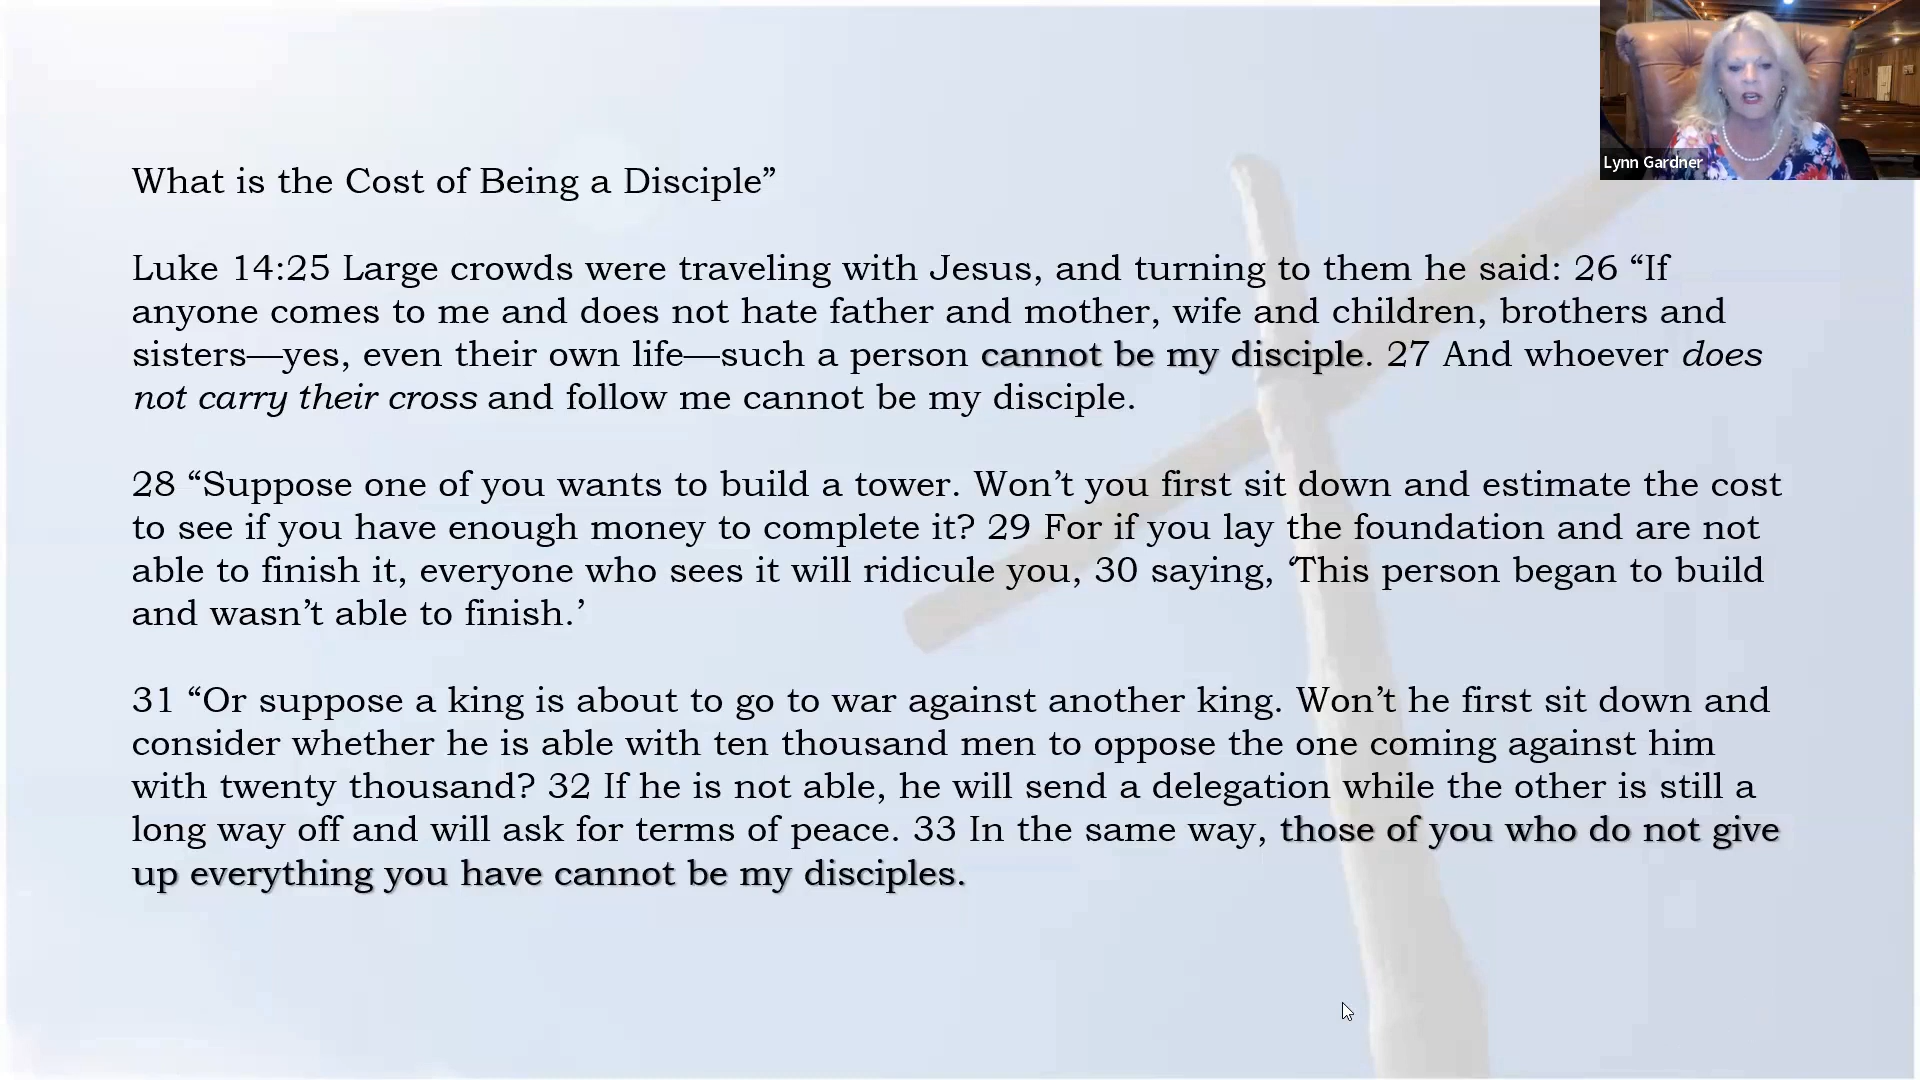 Lynn Gardner
What is the Cost of Being a Disciple”
Luke 14:25 Large crowds were traveling with Jesus, and turning to them he said: 26 “If
anyone comes to me and does not hate father and mother, wife and children, brothers and
sisters—yes, even their own life—such a person cannot be my disciple. 27 And whoever does
not carry their cross and follow me cannot be my disciple.
28 “Suppose one of you wants to build a tower. Won’t you first sit down and estimate the cost
to see if you have enough money to complete it? 29 For if you lay the foundation and are not
able to finish it, everyone who sees it will ridicule you, 30 saying, ‘This person began to build
and wasn’t able to finish.’
31 “Or suppose a king is about to go to war against another king. Won’t he first sit down and
consider whether he is able with ten thousand men to oppose the one coming against him
with twenty thousand? 32 If he is not able, he will send a delegation while the other is still a
long way off and will ask for terms of peace. 33 In the same way, those of you who do not give
up everything you have cannot be my disciples.